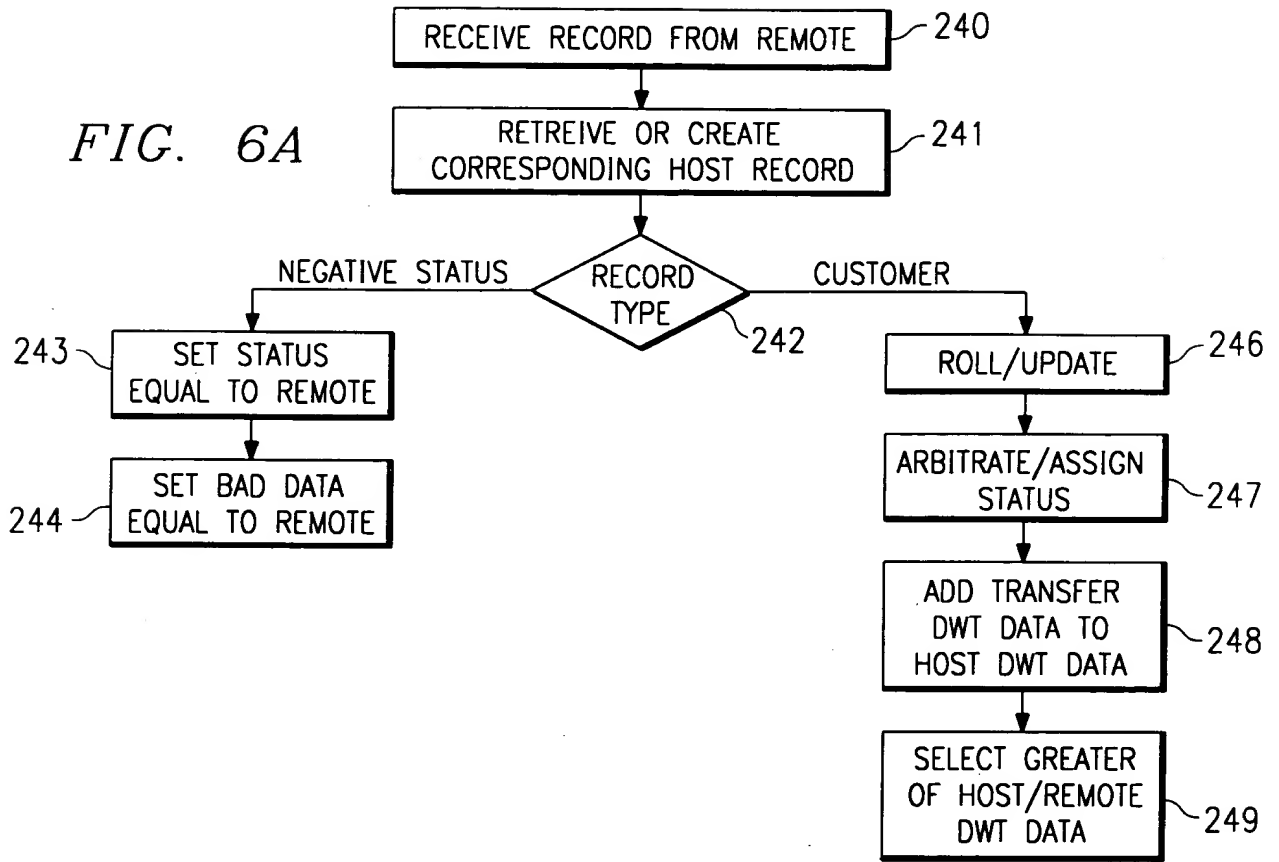 RECEIVE RECORD FROM REMOTE
240
FIG. 6A
RETREIVE OR CREATE
CORRESPONDING HOST RECORD
241
NEGATIVE STATUS
RECORD
TYPE
242
CUSTOMER
243
SET STATUS
EQUAL TO REMOTE
244
SET BAD DATA
EQUAL TO REMOTE
ROLL/UPDATE
246
ARBITRATE/ASSIGN
STATUS
247
ADD TRANSFER
DWT DATA TO
HOST DWT DATA
248
SELECT GREATER
OF HOST/REMOTE
DWT DATA
249